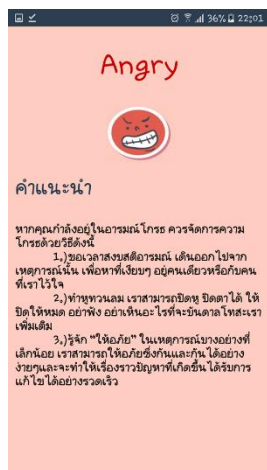 36% 22:01
Angry
คำแนะนำ
หากคุณกำลังอยู่ในอารมณ์โกรธ ควรจัดการความ
โกรธด้วยวิธีดังนี้
1,)ขอเวลาสงบสติอารมณ์ เดินออกไปจาก
เหตุการณ์นั้น เพื่อหาที่เงียบๆ อยู่คนเดียวหรือกับคน
ที่เราไว้ใจ
2,)ทำหูทวนลม เราสามารถปิดหู ปิดตาได้ ให้
ปิดให้หมด อย่าฟัง อย่าเห็นอะไรที่จะบันดาลโทสะเรา
เพิ่มเติม
3,)รู้จัก “ให้อภัย” ในเหตุการณ์บางอย่างที่
เล็กน้อย เราสามารถให้อภัยซึ่งกันและกันได้อย่าง
ง่ายๆและจะทำให้เรื่องราวปัญหาที่เกิดขึ้นได้รับการ
แก้ไขได้อย่างรวดเร็ว